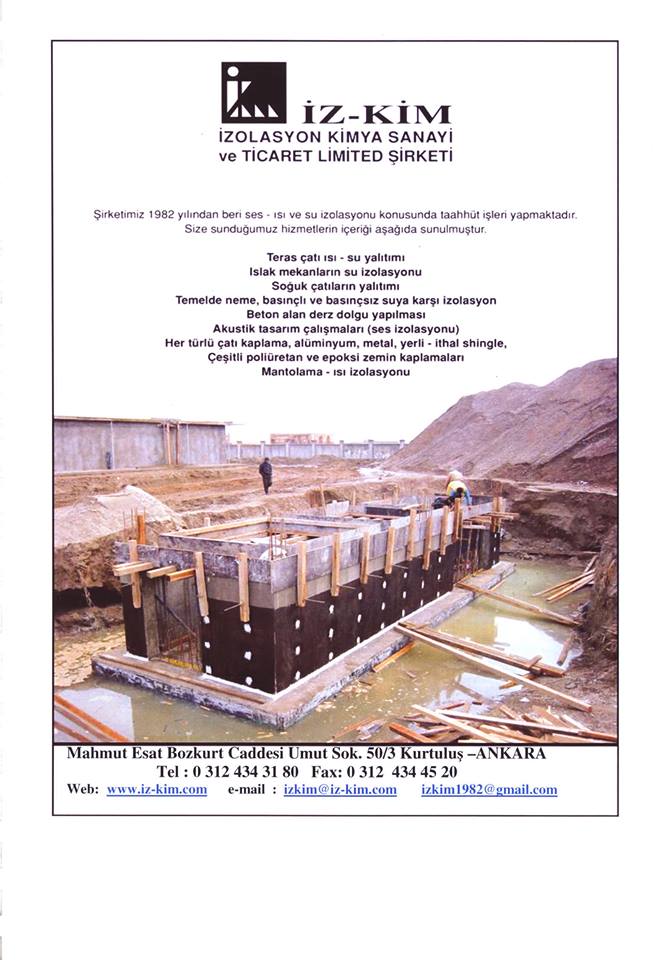 İZ-KİM
İZOLASYON KİMYA SANAYİ
ve TİCARET LİMİTED ŞİRKETİ
Şirketimiz 1982 yılından beri ses - ısı ve su izolasyonu konusunda taahhüt işleri yapmaktadır.
Size sunduğumuz hizmetlerin içeriği aşağıda sunulmuştur.
Teras çatı ısı - su yalıtımı
Islak mekanların su izolasyonu
Soğuk çatıların yalıtımı
Temelde neme, basınçlı ve basınçsız suya karşı izolasyon
Beton alan derz dolgu yapılması
Akustik tasarım çalışmaları (ses izolasyonu)
Her türlü çatı kaplama, alüminyum, metal, yerli - ithal shingle,
Çeşitli poliüretan ve epoksi zemin kaplamaları
Mantolama - ısı izolasyonu
Mahmut Esat Bozkurt Caddesi Umut Sok. 50/3 Kurtuluş –ANKARA
Tel : 0 312 434 31 80 Fax: 0 312 434 45 20
Web: www.iz-kim.com e-mail : izkim@iz-kim.com izkim1982@gmail.com